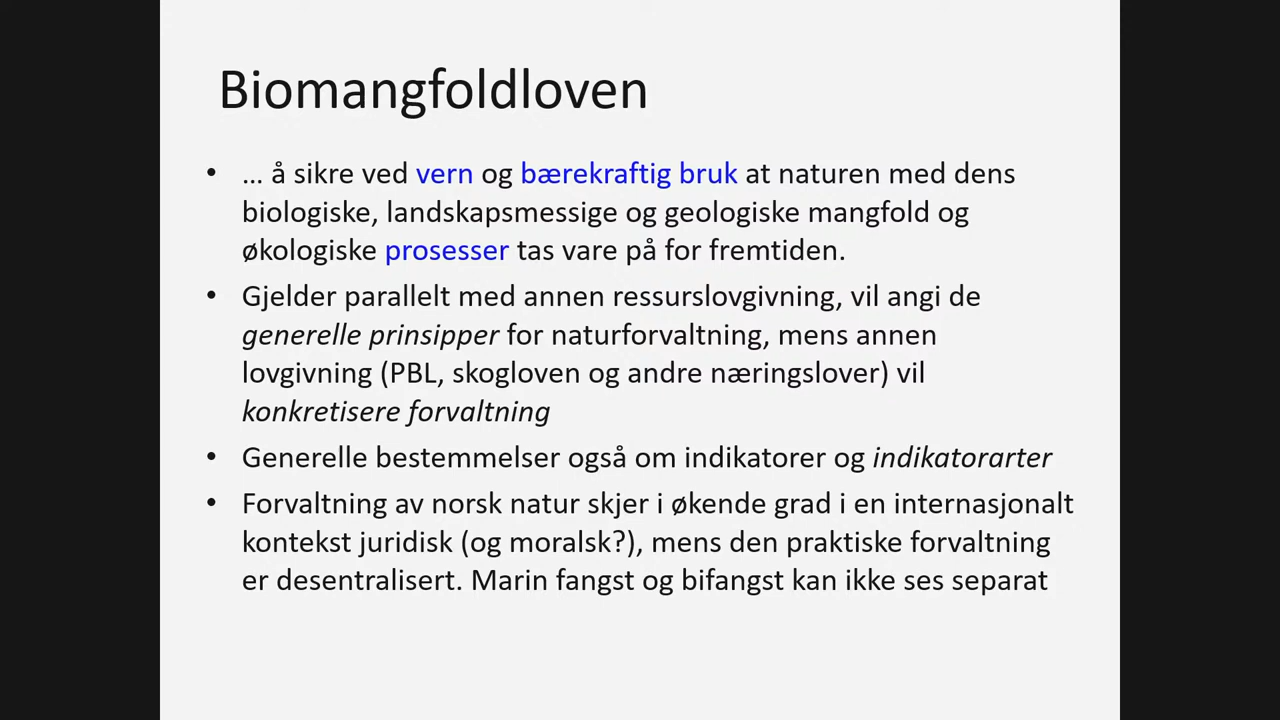 Biomangfoldloven
• … å sikre ved vern og bærekraftig bruk at naturen med dens
biologiske, landskapsmessige og geologiske mangfold og
økologiske prosesser tas vare på for fremtiden.
• Gjelder parallelt med annen ressurslovgivning, vil angi de
generelle prinsipper for naturforvaltning, mens annen
lovgivning (PBL, skogloven og andre næringslover) vil
konkretisere forvaltning
• Generelle bestemmelser også om indikatorer og indikatorarter
• Forvaltning av norsk natur skjer i økende grad i en internasjonalt
kontekst juridisk (og moralsk?), mens den praktiske forvaltning
er desentralisert. Marin fangst og bifangst kan ikke ses separat